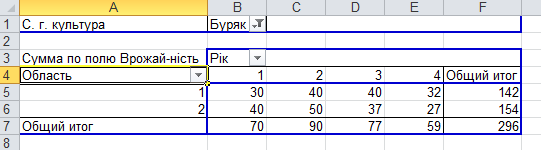 A B C D E F
1 С. г. культура Буряк
2
3 Сумма по полю Врожай-ність Рік
4 Область 1 2 3 4 Общий итог
5 1 30 40 40 32 142
6 2 40 50 37 27 154
7 Общий итог 70 90 77 59 296
8